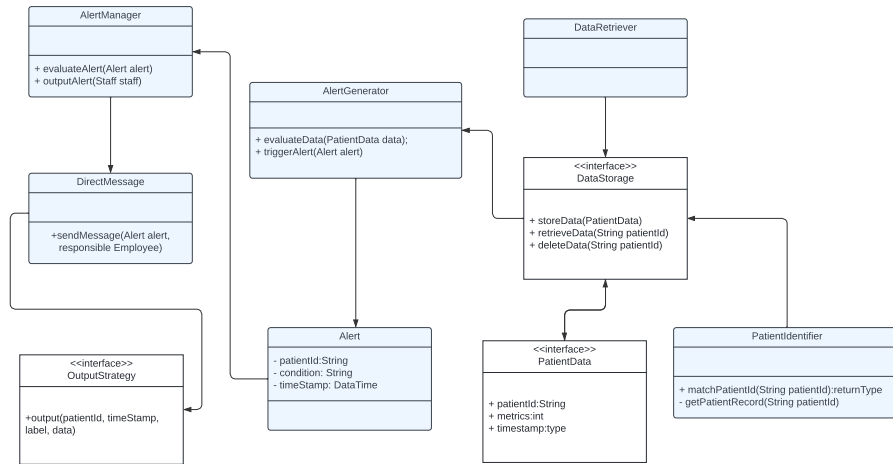 AlertManager
+ evaluateAlert(Alert alert)
+ outputAlert(Staff staff)
DataRetriever
AlertGenerator
+ evaluateData(PatientData data);
+ triggerAlert(Alert alert)
<<interface>>
DataStorage
+ storeData(PatientData)
+ retrieveData(String patientId)
+ deleteData(String patientId)
DirectMessage
+sendMessage(Alert alert,
responsible Employee)
Alert
- patientId:String
- condition: String
- timeStamp: DataTime
<<interface>>
OutputStrategy
+output(patientId, timeStamp,
label, data)
<<interface>>
PatientData
+ patientId:String
+ metrics:int
+ timestamp:type
PatientIdentifier
+ matchPatientId(String patientId):returnType
- getPatientRecord(String patientId)